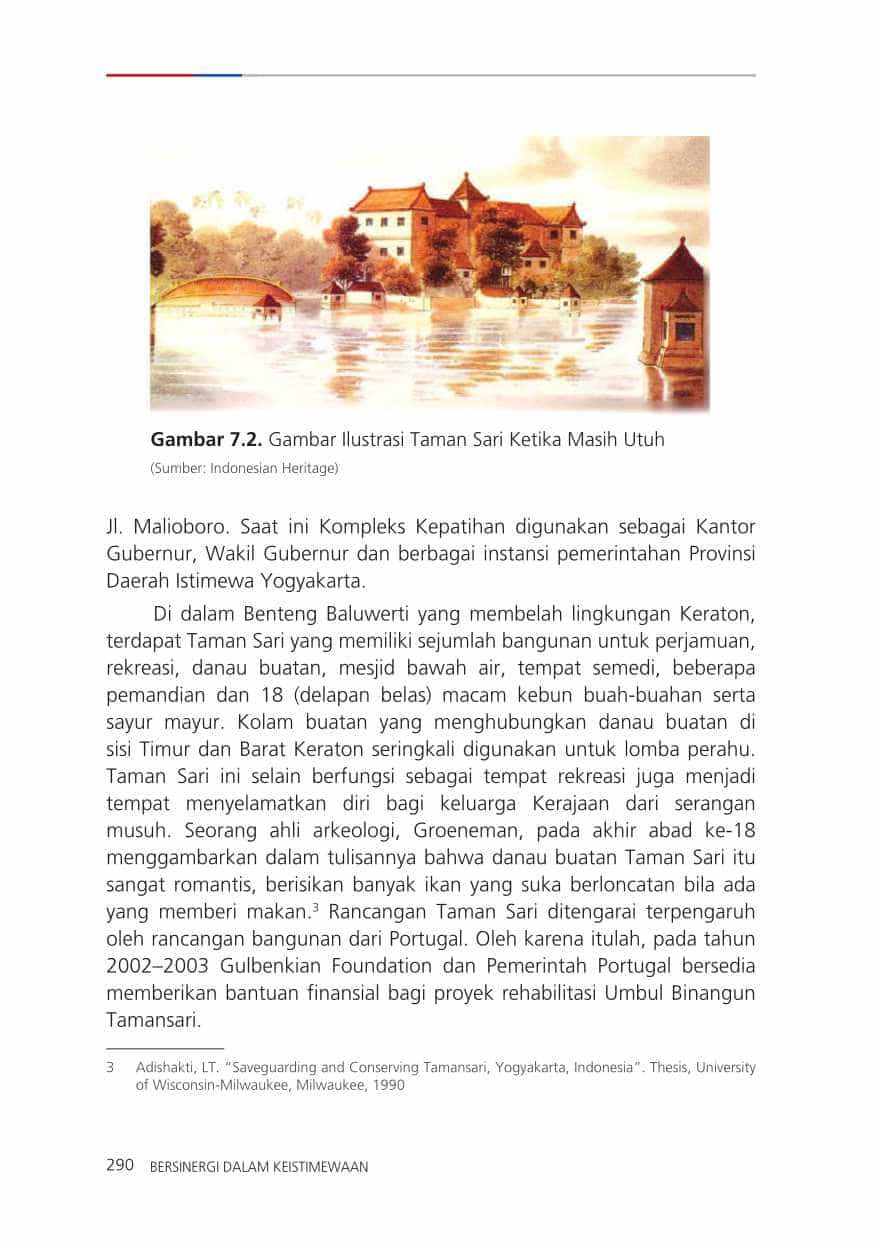 Gambar 7.2. Gambar Ilustrasi Taman Sari Ketika Masih Utuh
(Sumber: Indonesian Heritage)
Jl. Malioboro. Saat ini Kompleks Kepatihan digunakan sebagai Kantor
Gubernur, Wakil Gubernur dan berbagai instansi pemerintahan Provinsi
Daerah Istimewa Yogyakarta.
Di dalam Benteng Baluwerti yang membelah lingkungan Keraton,
terdapat Taman Sari yang memiliki sejumlah bangunan untuk perjamuan,
rekreasi, danau buatan, mesjid bawah air, tempat semedi, beberapa
pemandian dan 18 (delapan belas) macam kebun buah-buahan serta
sayur mayur. Kolam buatan yang menghubungkan danau buatan di
sisi Timur dan Barat Keraton seringkali digunakan untuk lomba perahu.
Taman Sari ini selain berfungsi sebagai tempat rekreasi juga menjadi
tempat menyelamatkan diri bagi keluarga Kerajaan dari serangan
musuh. Seorang ahli arkeologi, Groeneman, pada akhir abad ke-18
menggambarkan dalam tulisannya bahwa danau buatan Taman Sari itu
sangat romantis, berisikan banyak ikan yang suka berloncatan bila ada
yang memberi makan.³ Rancangan Taman Sari ditengarai terpengaruh
oleh rancangan bangunan dari Portugal. Oleh karena itulah, pada tahun
2002–2003 Gulbenkian Foundation dan Pemerintah Portugal bersedia
memberikan bantuan finansial bagi proyek rehabilitasi Umbul Binangun
Tamansari.
3 Adishakti, LT. “Saveguarding and Conserving Tamansari, Yogyakarta, Indonesia”. Thesis, University
of Wisconsin-Milwaukee, Milwaukee, 1990
290 BERSINERGI DALAM KEISTIMEWAAN